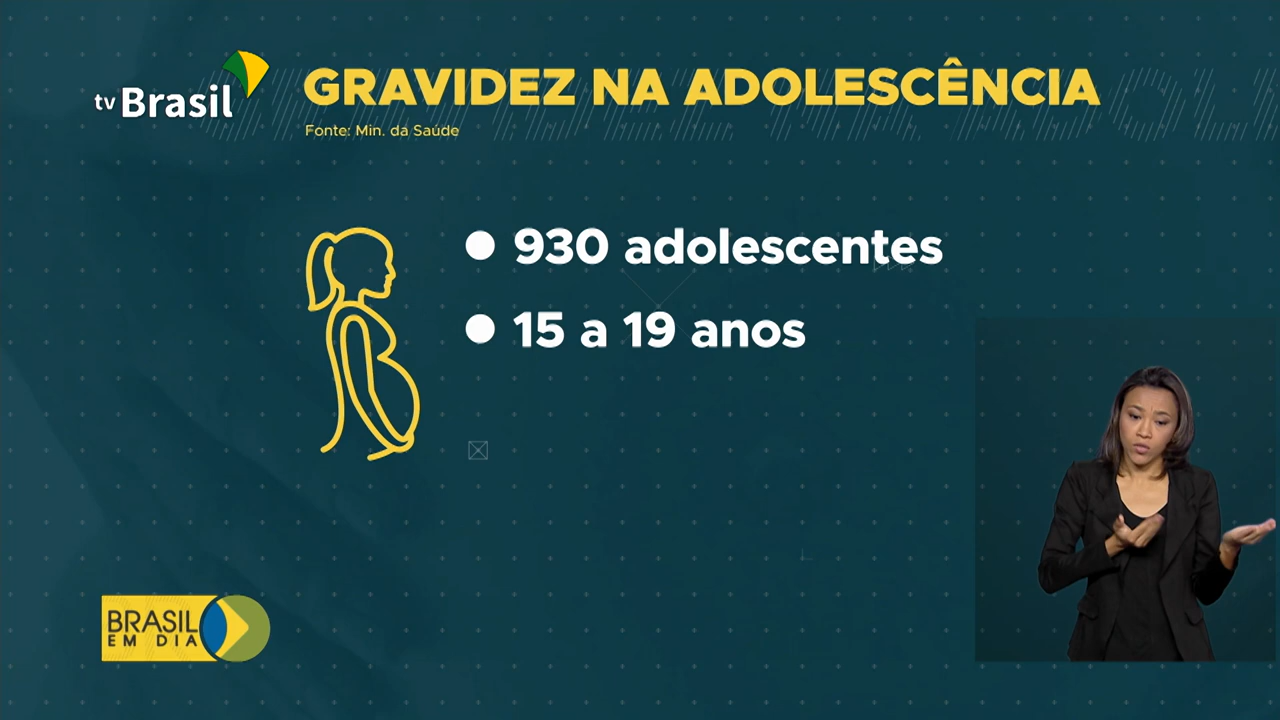 tv Brasil
GRAVIDEZ NA ADOLESCÊNCIA
Fonte: Min. da Saúde
● 930 adolescentes
● 15 a 19 anos
BRASIL
EM DIA